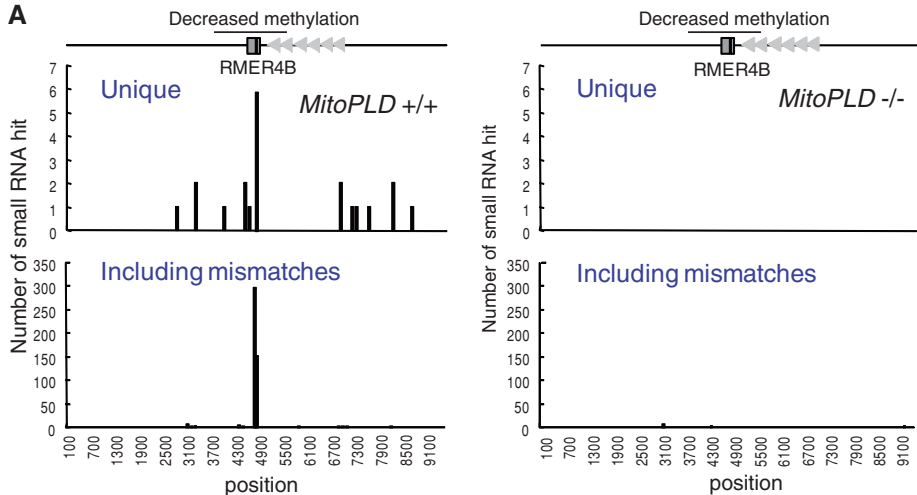 A
Decreased methylation
RMER4B
7
6
5
4
3
2
1
0
Unique
MitoPLD +/+
Number of small RNA hit
350
300
250
200
150
100
50
0
Including mismatches
100 700 1300 1900 2500 3100 3700 4300 4900 5500 6100 6700 7300 7900 8500 9100
position
Decreased methylation
RMER4B
7
6
5
4
3
2
1
0
Unique
MitoPLD -/-
Number of small RNA hit
350
300
250
200
150
100
50
0
Including mismatches
100 700 1300 1900 2500 3100 3700 4300 4900 5500 6100 6700 7300 7900 8500 9100
position